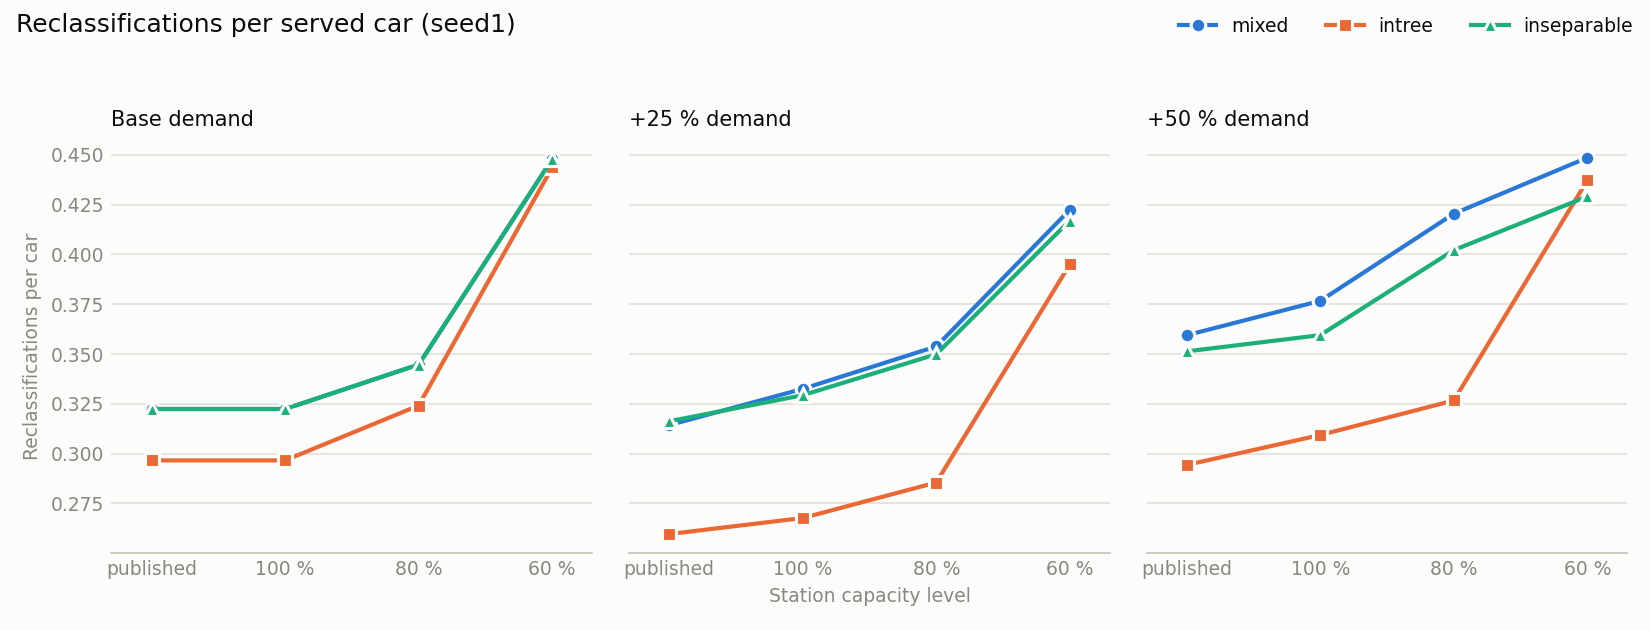 Reclassifications per served car (seed1)
mixed
intree
inseparable
Base demand
+25 % demand
+50 % demand
Reclassifications per car
0.450
0.425
0.400
0.375
0.350
0.325
0.300
0.275
published 100 % 80 % 60 %
published 100 % 80 % 60 %
published 100 % 80 % 60 %
Station capacity level